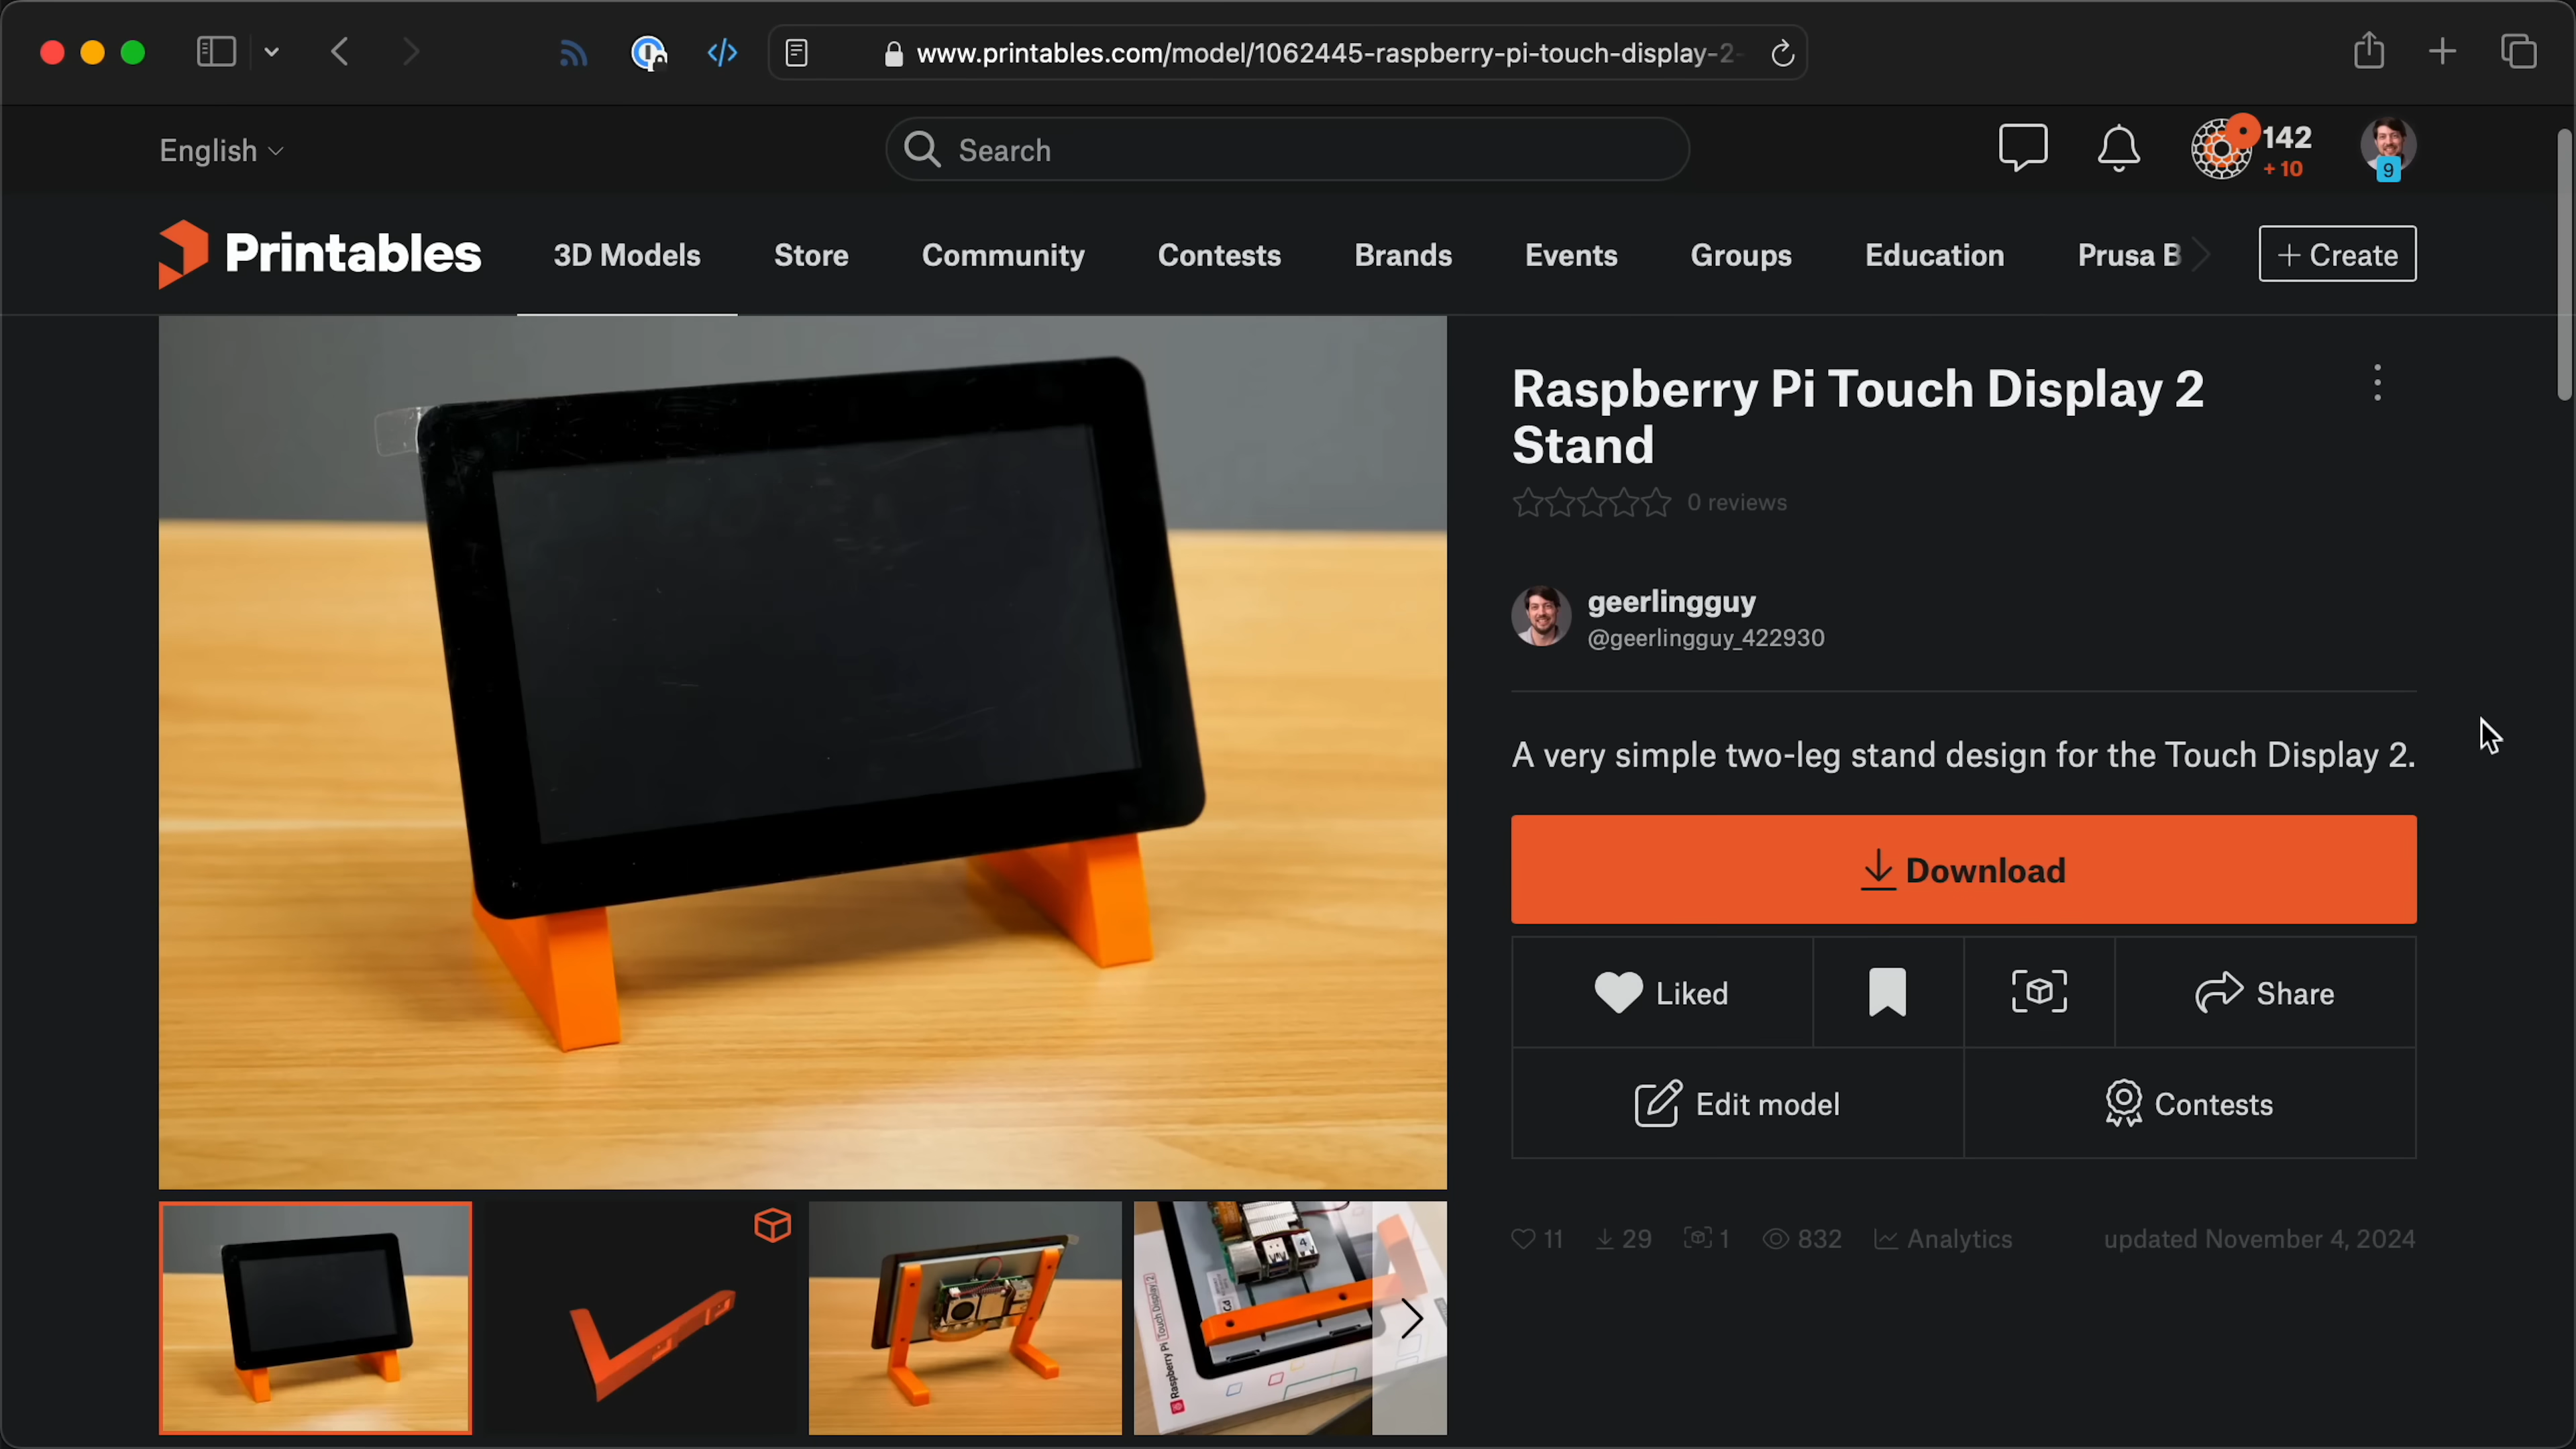 www.printables.com/model/1062445-raspberry-pi-touch-display-2-
English
Search
142
+ 10
9
Printables
3D Models
Store
Community
Contests
Brands
Events
Groups
Education
Prusa B
+ Create
Raspberry Pi Touch Display 2
Stand
0 reviews
geerlingguy
@geerlingguy_422930
A very simple two-leg stand design for the Touch Display 2.
Download
Liked
Share
Edit model
Contests
11
29
1
832
Analytics
updated November 4, 2024
Raspberry Pi Touch Display 2